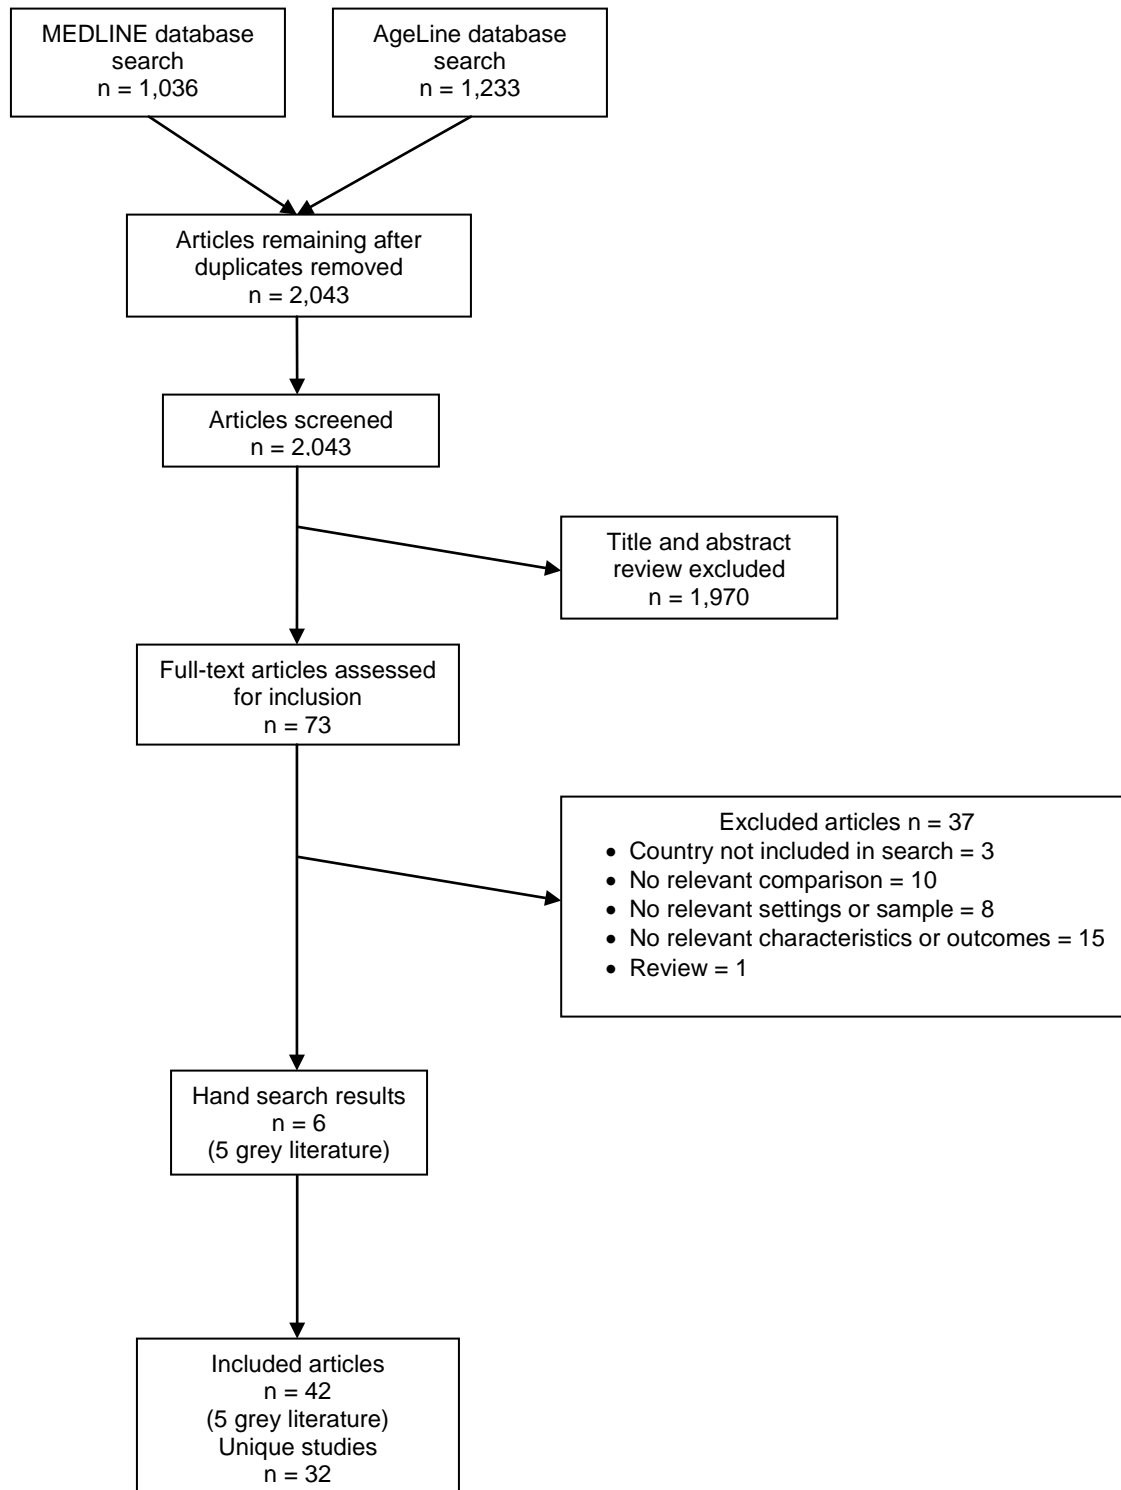 MEDLINE database
search
n = 1,036
AgeLine database
search
n = 1,233
Articles remaining after
duplicates removed
n = 2,043
Articles screened
n = 2,043
Title and abstract
review excluded
n = 1,970
Full-text articles assessed
for inclusion
n = 73
Excluded articles n = 37
• Country not included in search = 3
• No relevant comparison = 10
• No relevant settings or sample = 8
• No relevant characteristics or outcomes = 15
• Review = 1
Hand search results
n = 6
(5 grey literature)
Included articles
n = 42
(5 grey literature)
Unique studies
n = 32